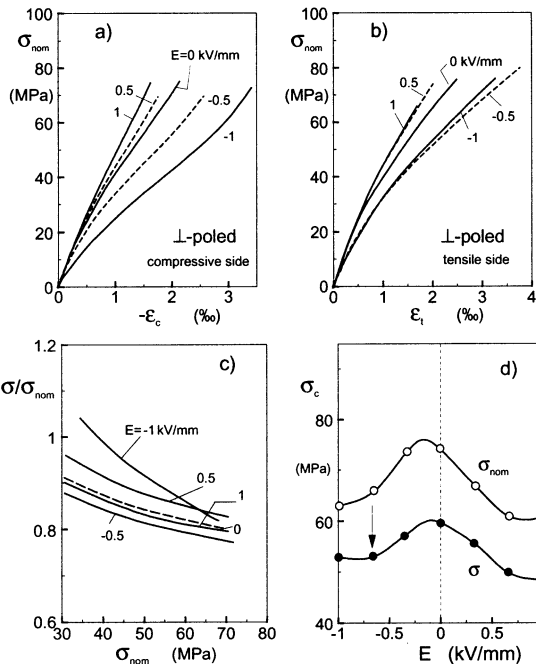 a)
σnom
(MPa)
100
80
60
40
20
0
E=0 kV/mm
0.5
1
-0.5
-1
⊥-poled
compressive side
0 1 2 3
-εc (‰)
b)
σnom
(MPa)
100
80
60
40
20
0
0 kV/mm
0.5
1
-0.5
-1
⊥-poled
tensile side
0 1 2 3 4
εt (‰)
c)
σ/σnom
1.2
1
0.8
0.6
E=-1 kV/mm
0.5
1
0
-0.5
30 40 50 60 70 80
σnom (MPa)
d)
σc
(MPa)
80
60
40
σnom
σ
-1 -0.5 0 0.5
E (kV/mm)